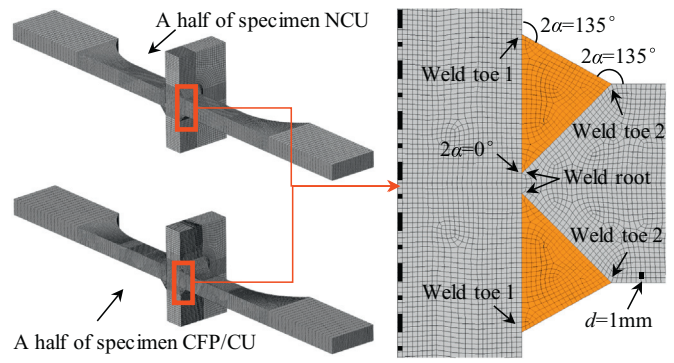 A half of specimen NCU
A half of specimen CFP/CU
2α=135°
2α=135°
Weld toe 1
Weld toe 2
2α=0°
Weld root
Weld toe 2
Weld toe 1
d=1mm